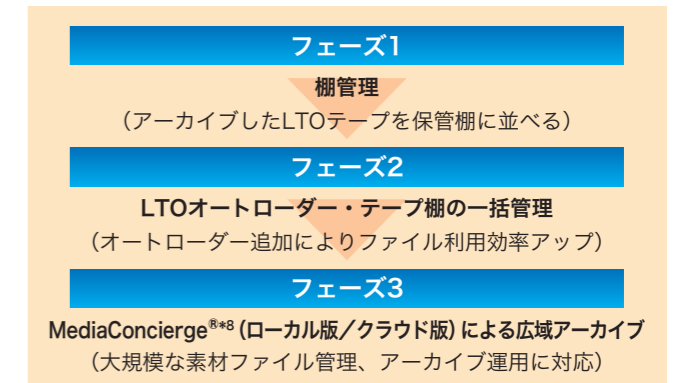 フェーズ1
棚管理
（アーカイブしたLTOテープを保管棚に並べる）
フェーズ2
LTOオートローダー・テープ棚の一括管理
（オートローダー追加によりファイル利用効率アップ）
フェーズ3
MediaConcierge®*8（ローカル版／クラウド版）による広域アーカイブ
（大規模な素材ファイル管理、アーカイブ運用に対応）